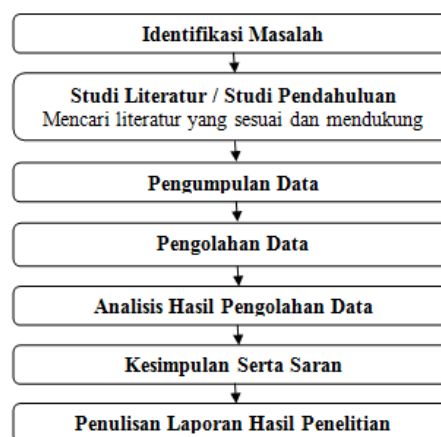 Identifikasi Masalah
Studi Literatur / Studi Pendahuluan
Mencari literatur yang sesuai dan mendukung
Pengumpulan Data
Pengolahan Data
Analisis Hasil Pengolahan Data
Kesimpulan Serta Saran
Penulisan Laporan Hasil Penelitian